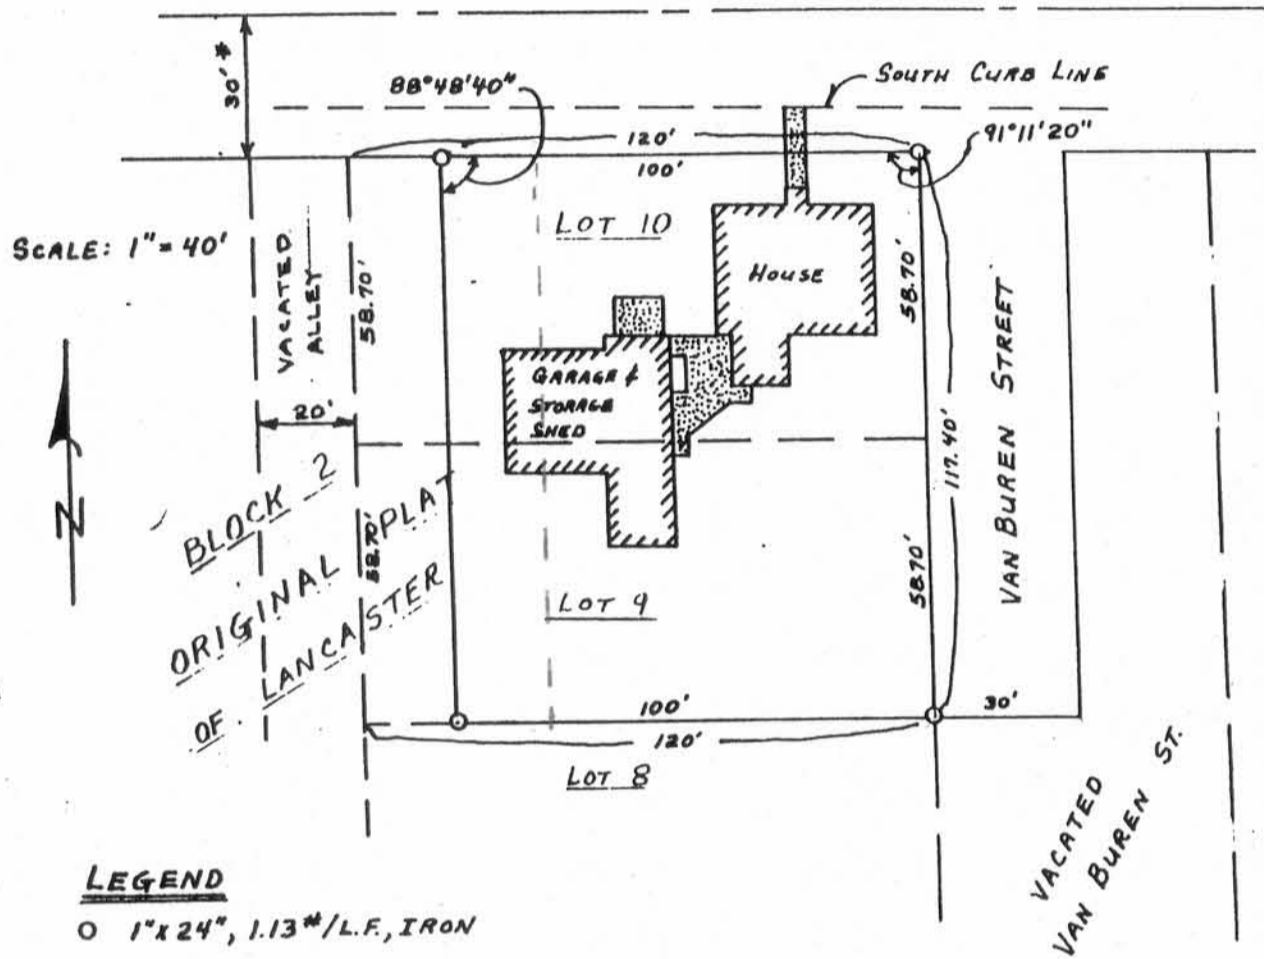 30' #
88°48'40"
SOUTH CURB LINE
120'
91°11'20"
100'
LOT 10
SCALE: 1" = 40'
VACATED
ALLEY
58.70'
HOUSE
58.70'
VAN BUREN STREET
GARAGE &
STORAGE
SHED
20'
117.40'
N
BLOCK 2
ORIGINAL PLAT
OF LANCASTER
58.70'
58.70'
LOT 9
100'
30'
120'
LOT 8
VACATED
VAN BUREN ST.
LEGEND
O 1" X 24", 1.13#/L.F., IRON